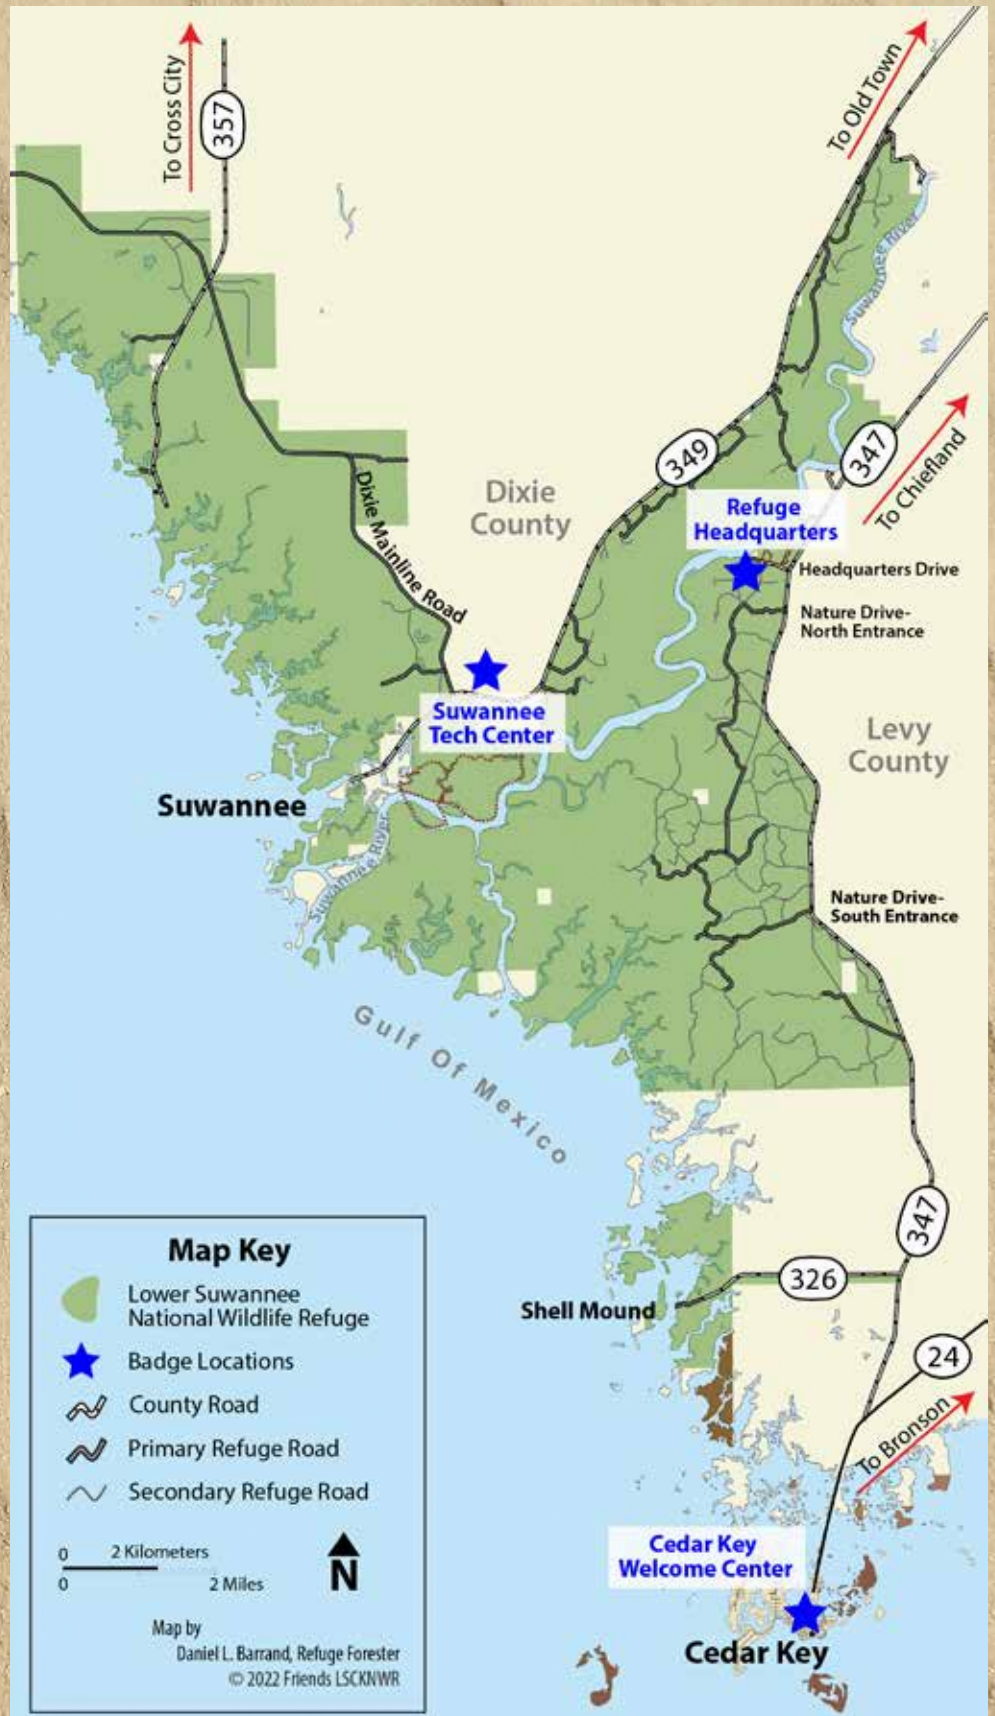 To Cross City
357
To Old Town
Suwannee River
347
To Chiefland
349
Dixie
County
Refuge
Headquarters
Headquarters Drive
Nature Drive-
North Entrance
Dixie Mainline Road
Suwannee
Tech Center
Levy
County
Suwannee
Suwannee River
Nature Drive-
South Entrance
Gulf Of Mexico
347
326
Shell Mound
24
To Bronson
Cedar Key
Welcome Center
Cedar Key
Map Key
Lower Suwannee
National Wildlife Refuge
Badge Locations
County Road
Primary Refuge Road
Secondary Refuge Road
0 2 Kilometers
0 2 Miles
N
Map by
Daniel L. Barrand, Refuge Forester
© 2022 Friends LSCKNWR